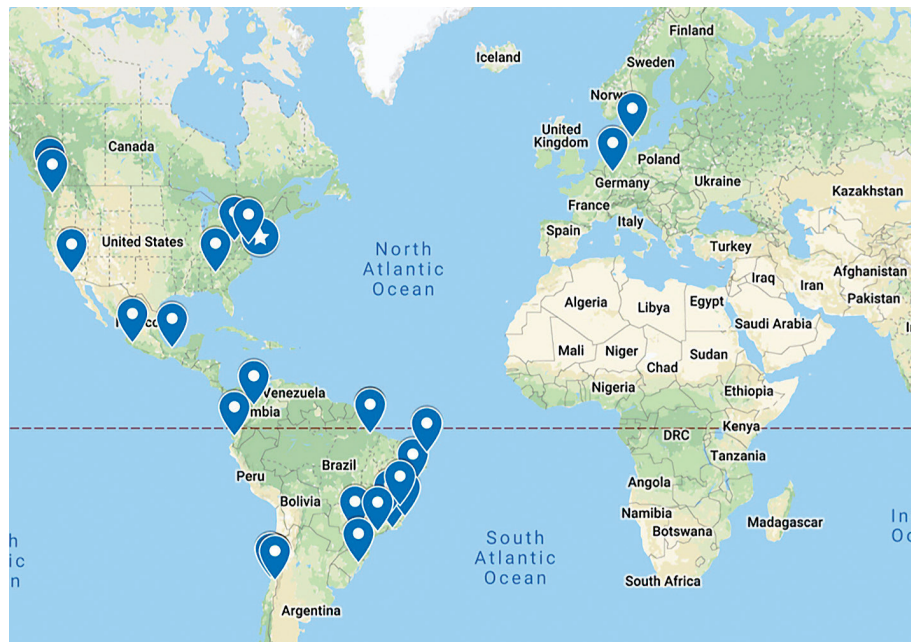 Finland
Iceland
Sweden
Norw
United
Kingdom
Canada
Poland
Germany
Ukraine
Kazakhstan
France
Italy
Spain
United States
Turkey
North
Atlantic
Ocean
Iraq
Afghanistan
Iran
Pakistan
Algeria
Libya
Egypt
Saudi Arabia
Mali
Niger
Sudan
Chad
Nigeria
Ethiopia
Venezuela
mbia
Kenya
DRC
Tanzania
Brazil
Peru
Angola
Bolivia
Namibia
Botswana
Madagascar
South
Atlantic
Ocean
South Africa
Argentina